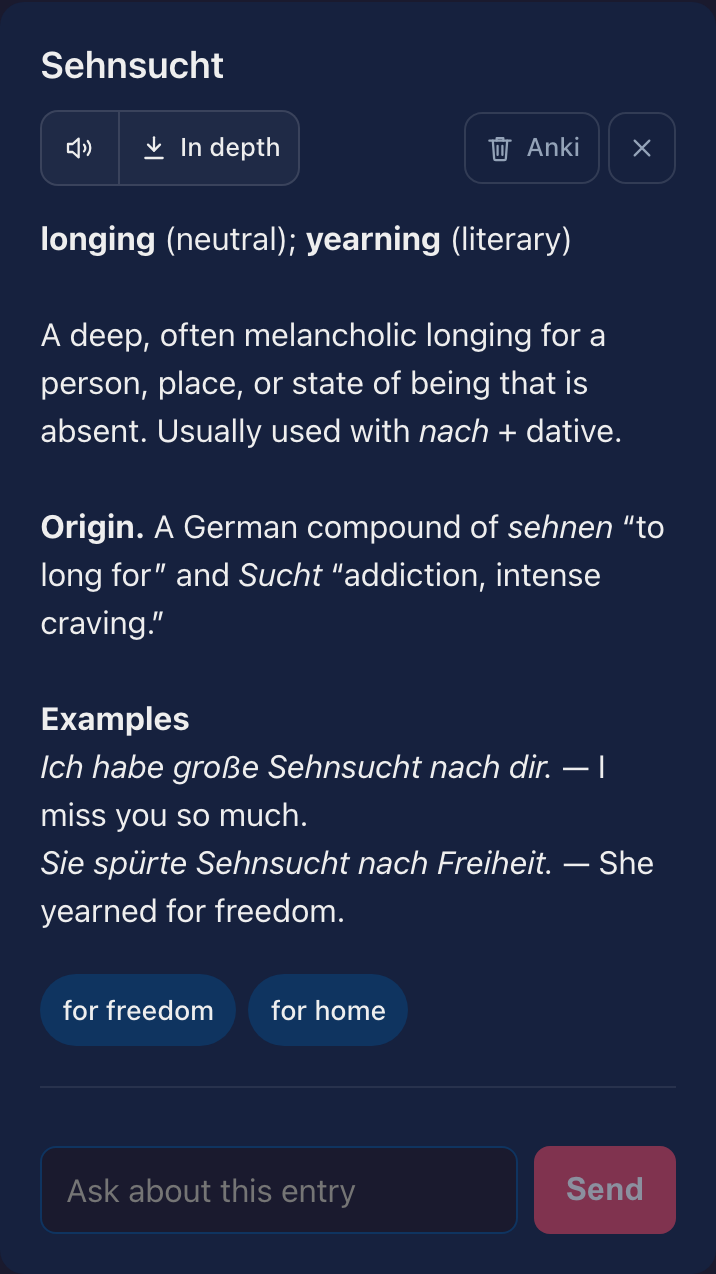 Sehnsucht
In depth
Anki
longing (neutral); yearning (literary)
A deep, often melancholic longing for a
person, place, or state of being that is
absent. Usually used with nach + dative.
Origin. A German compound of sehnen “to
long for” and Sucht “addiction, intense
craving.”
Examples
Ich habe große Sehnsucht nach dir. — I
miss you so much.
Sie spürte Sehnsucht nach Freiheit. — She
yearned for freedom.
for freedom
for home
Ask about this entry
Send